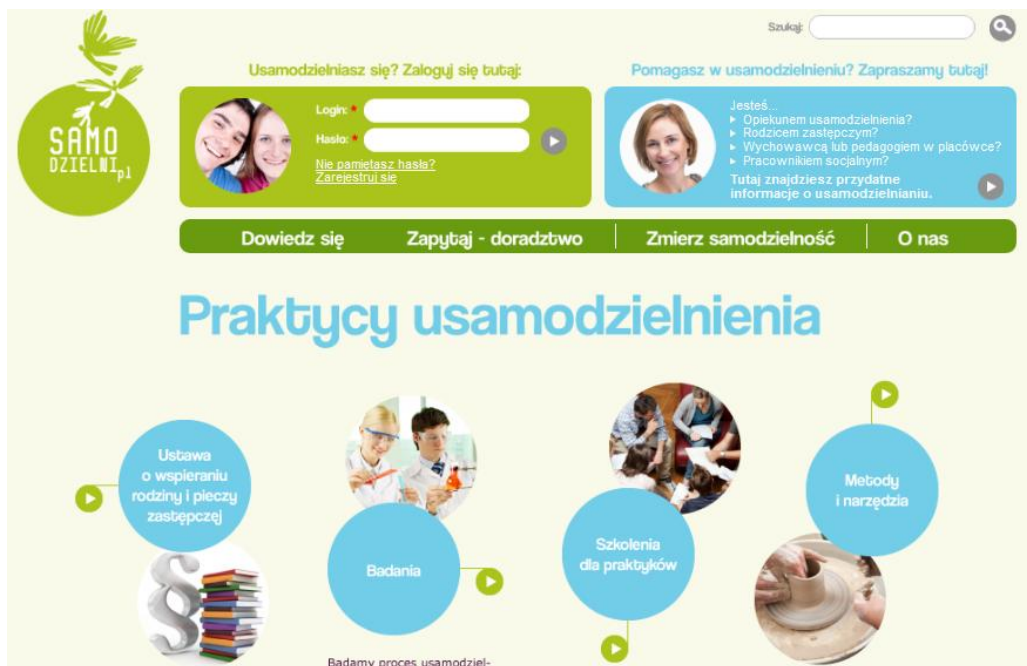 Szukaj:
SAMO
DZIELNI.pl
Usamodzielniasz się? Zaloguj się tutaj:
Login: *
Hasło: *
Nie pamiętasz hasła?
Zarejestruj się
Pomagasz w usamodzielnieniu? Zapraszamy tutaj!
Jesteś...
Opiekunem usamodzielnienia?
Rodzicem zastępczym?
Wychowawcą lub pedagogiem w placówce?
Pracownikiem socjalnym?
Tutaj znajdziesz przydatne
informacje o usamodzielnianiu.
Dowiedz się
Zapytaj - doradztwo
Zmierz samodzielność
O nas
Praktycy usamodzielnienia
Ustawa
o wspieraniu
rodziny i pieczy
zastępczej
Badania
Szkolenia
dla praktyków
Metody
i narzędzia
Badamy proces usamodziel-